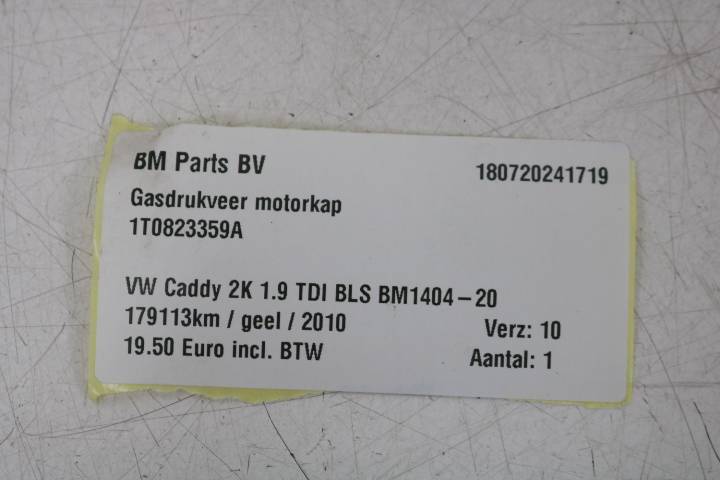 BM Parts BV 180720241719
Gasdrukveer motorkap
1T0823359A
VW Caddy 2K 1.9 TDI BLS BM1404-20
179113km / geel / 2010 Verz: 10
19.50 Euro incl. BTW Aantal: 1